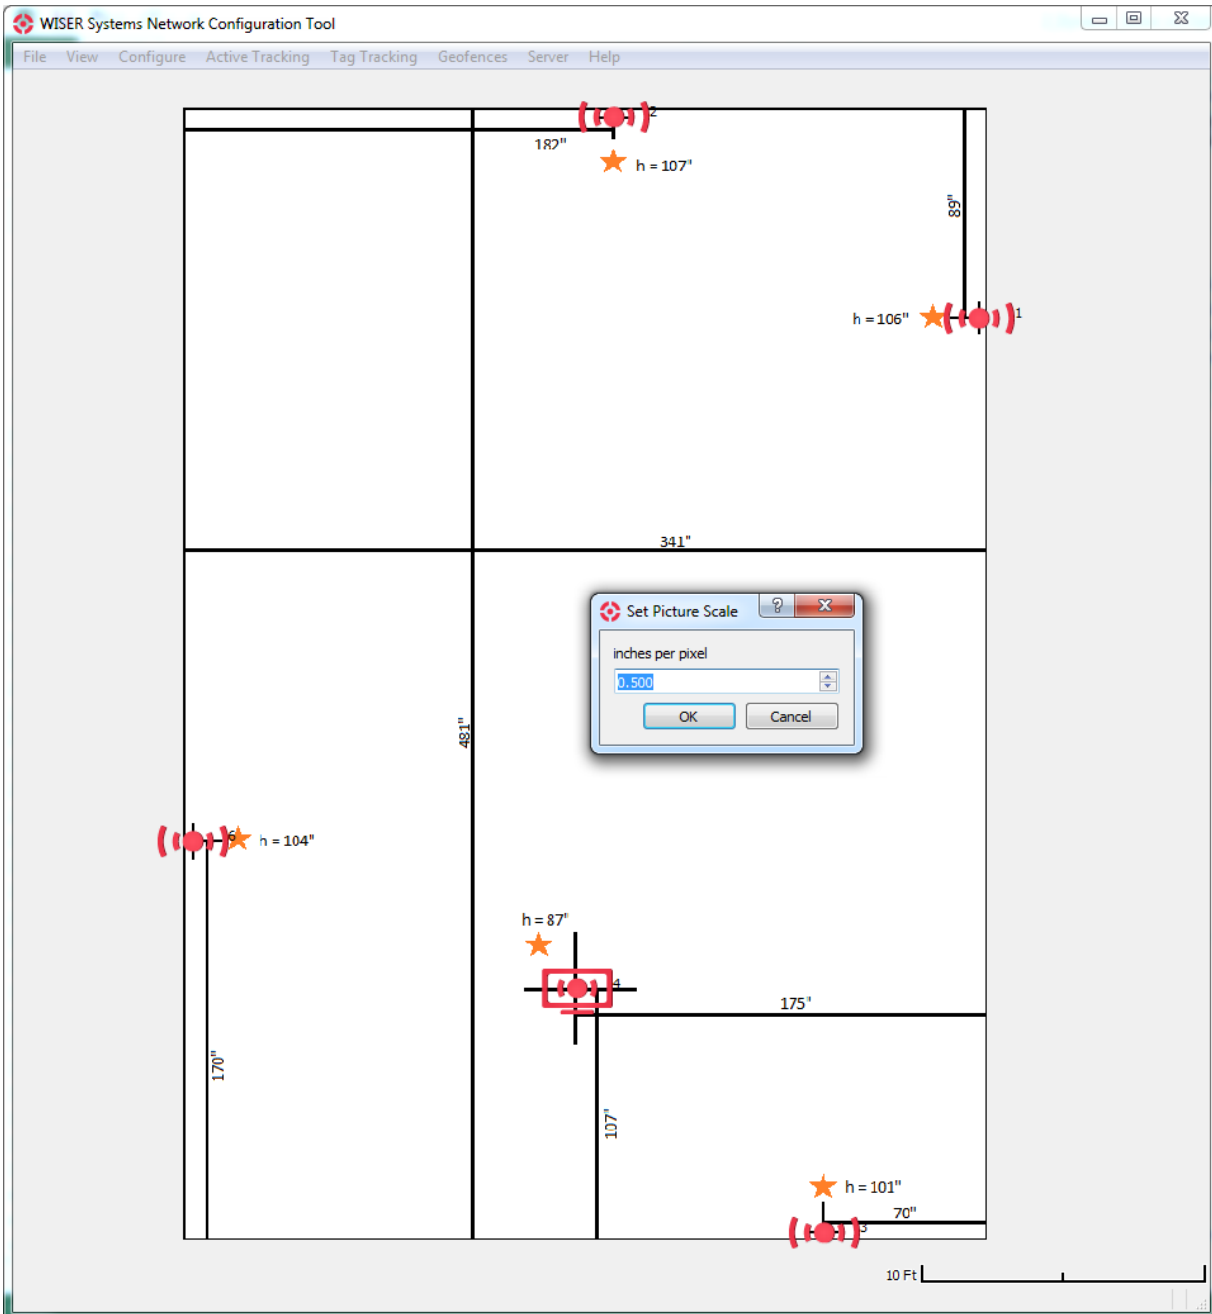 WISER Systems Network Configuration Tool
File View Configure Active Tracking Tag Tracking Geofences Server Help
2
182"
h = 107"
89"
h = 106"
1
341"
Set Picture Scale
?
inches per pixel
0.500
OK Cancel
481"
6
h = 104"
h = 87"
4
175"
170"
107"
h = 101"
70"
3
10 Ft